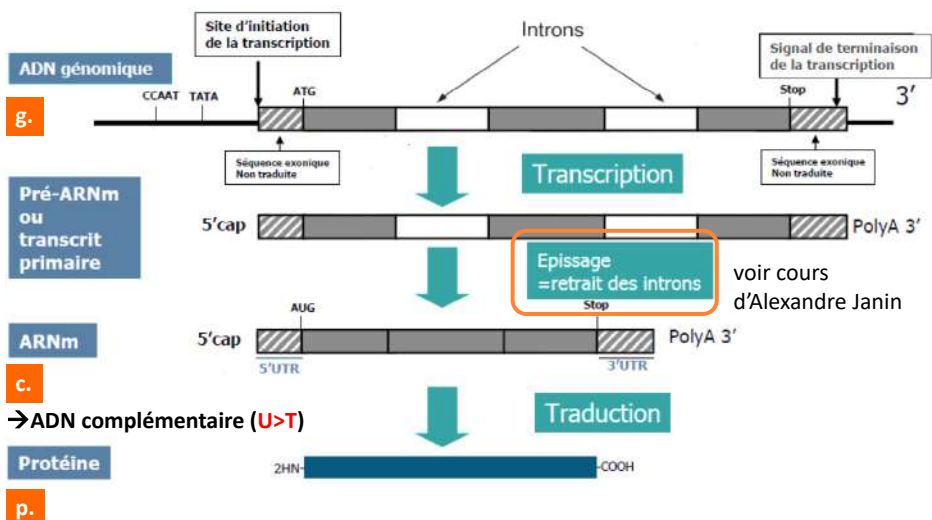 Site d'initiation
de la transcription
Introns
Signal de terminaison
de la transcription
ADN génomique
CCAAT
TATA
ATG
Stop
3'
g.
Séquence exonique
Non traduite
Séquence exonique
Non traduite
Transcription
Pré-ARNm
ou
transcrit
primaire
5'cap
PolyA 3'
Epissage
=retrait des introns
voir cours
d'Alexandre Janin
AUG
Stop
ARNm
5'cap
PolyA 3'
5'UTR
3'UTR
c.
→ADN complémentaire (U>T)
Traduction
Protéine
2HN-
-COOH
p.